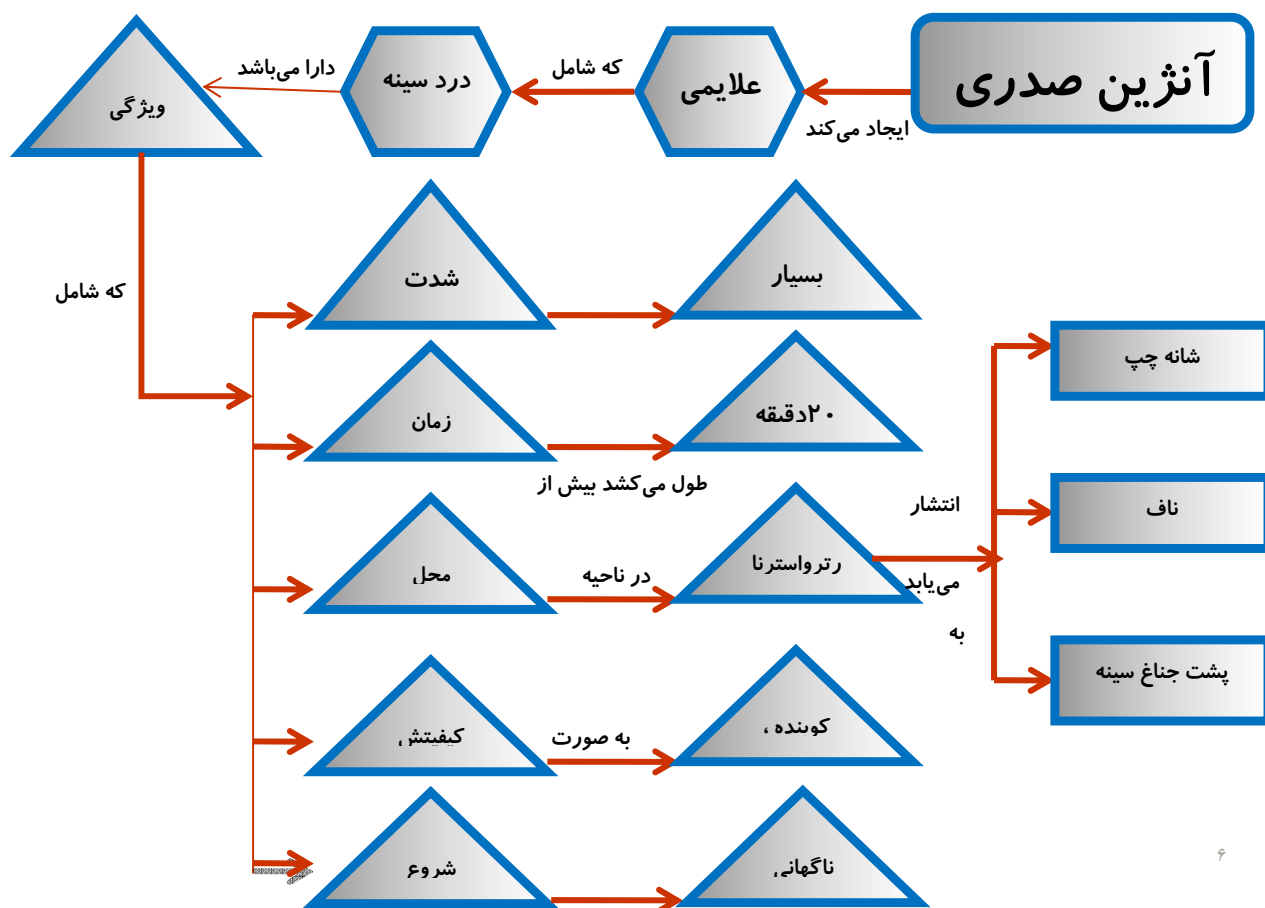 آنژین صدری
ایجاد می‌کند
علایمی
که شامل
درد سینه
دارا می‌باشد
ویژگی
که شامل
شدت
بسیار
زمان
طول می‌کشد بیش از
۲۰دقیقه
محل
در ناحیه
رترواسترنا
انتشار
می‌یابد
به
شانه چپ
ناف
پشت جناغ سینه
کیفیتش
به صورت
کوبنده ،
شروع
ناگهانی
۶